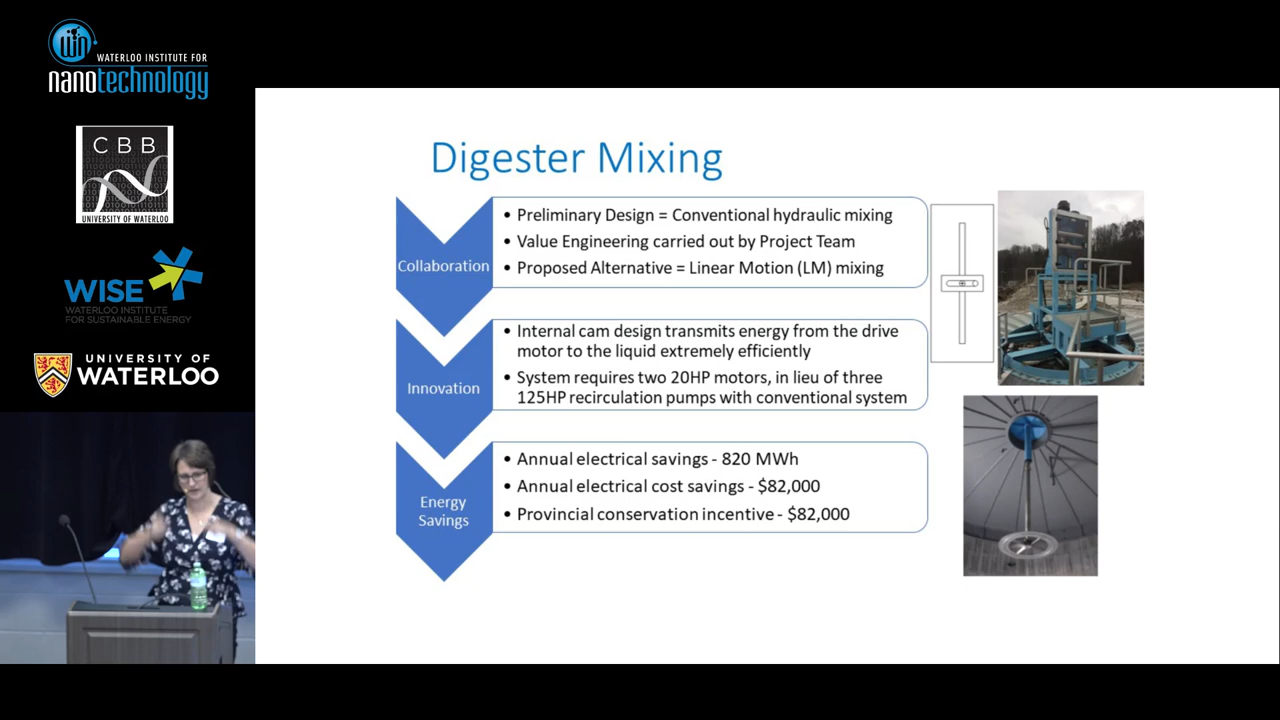 WATERLOO INSTITUTE FOR
nanotechnology
CBB
UNIVERSITY OF WATERLOO
WISE
WATERLOO INSTITUTE
FOR SUSTAINABLE ENERGY
UNIVERSITY OF
WATERLOO
Digester Mixing
Collaboration
• Preliminary Design = Conventional hydraulic mixing
• Value Engineering carried out by Project Team
• Proposed Alternative = Linear Motion (LM) mixing
Innovation
• Internal cam design transmits energy from the drive
motor to the liquid extremely efficiently
• System requires two 20HP motors, in lieu of three
125HP recirculation pumps with conventional system
Energy
Savings
• Annual electrical savings - 820 MWh
• Annual electrical cost savings - $82,000
• Provincial conservation incentive - $82,000